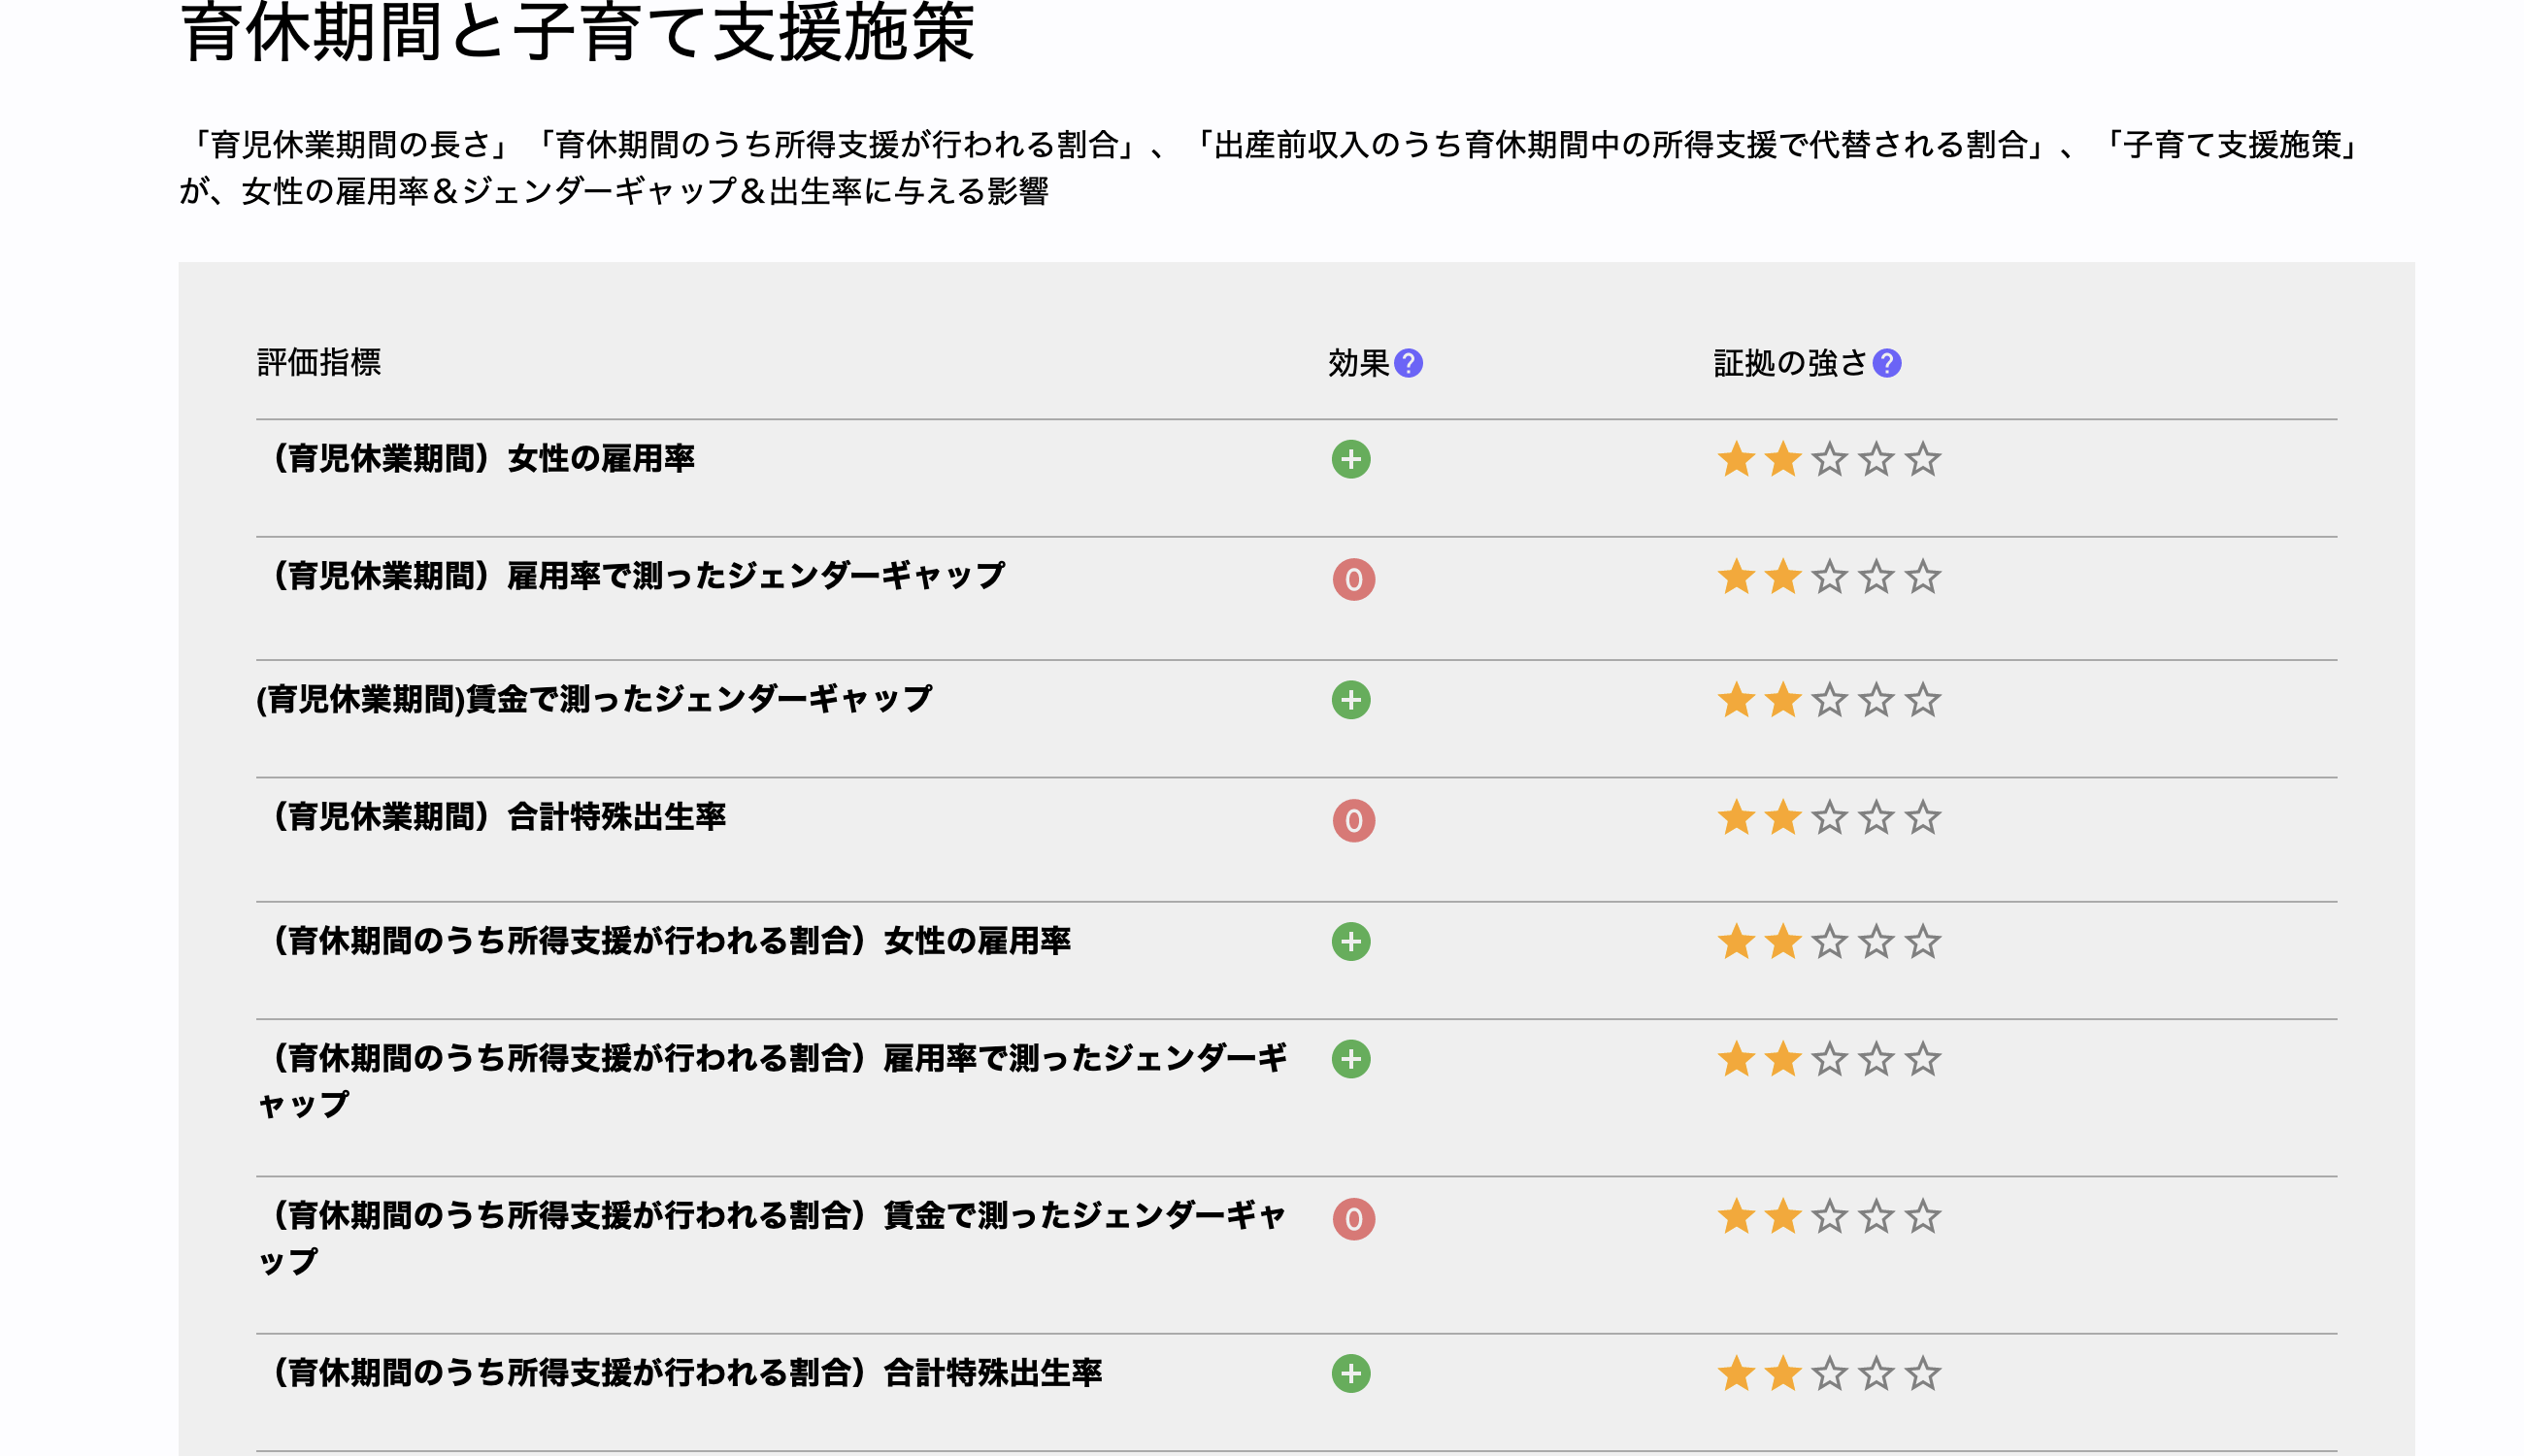 育休期間と子育て支援施策
「育児休業期間の長さ」「育休期間のうち所得支援が行われる割合」、「出産前収入のうち育休期間中の所得支援で代替される割合」、「子育て支援施策」
が、女性の雇用率＆ジェンダーギャップ＆出生率に与える影響
評価指標 効果? 証拠の強さ?
（育児休業期間）女性の雇用率 + ★★☆☆☆
（育児休業期間）雇用率で測ったジェンダーギャップ 0 ★★☆☆☆
(育児休業期間)賃金で測ったジェンダーギャップ + ★★☆☆☆
（育児休業期間）合計特殊出生率 0 ★★☆☆☆
（育休期間のうち所得支援が行われる割合）女性の雇用率 + ★★☆☆☆
（育休期間のうち所得支援が行われる割合）雇用率で測ったジェンダーギ + ★★☆☆☆
ャップ
（育休期間のうち所得支援が行われる割合）賃金で測ったジェンダーギャ 0 ★★☆☆☆
ップ
（育休期間のうち所得支援が行われる割合）合計特殊出生率 + ★★☆☆☆